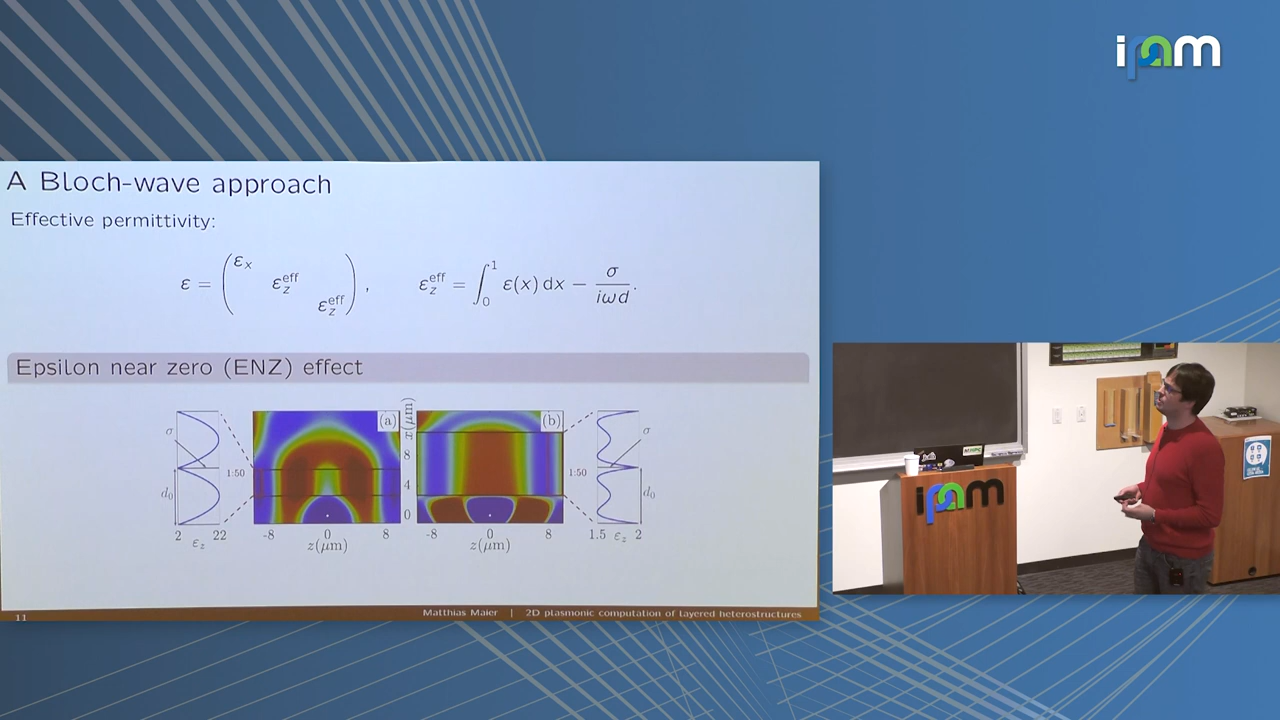 ipam
A Bloch-wave approach
Effective permittivity:
ε = ( εx εz^eff εz^eff ) , εz^eff = ∫₀¹ ε(x) dx − σ/(iωd).
Epsilon near zero (ENZ) effect
σ
d₀
2 εz 22
1:50
(a)
-8 0 8
z(μm)
x(μm)
8
4
0
(b)
-8 0 8
z(μm)
1:50
σ
d₀
1.5 εz 2
11
Matthias Maier | 2D plasmonic computation of layered heterostructures
ipam